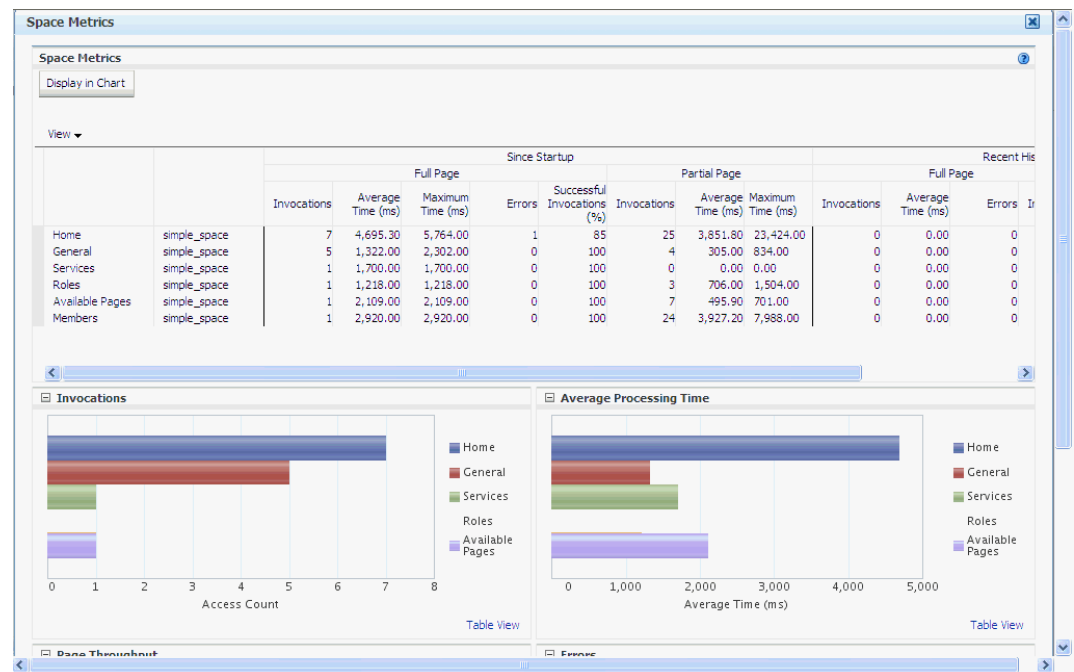 Space Metrics
Space Metrics
Display in Chart
View
Since Startup Recent His
Full Page Partial Page Full Page
Invocations Average Time (ms) Maximum Time (ms) Errors Successful Invocations (%) Invocations Average Time (ms) Maximum Time (ms) Invocations Average Time (ms) Errors I
Home simple_space 7 4,695.30 5,764.00 1 85 25 3,851.80 23,424.00 0 0.00 0
General simple_space 5 1,322.00 2,302.00 0 100 4 305.00 834.00 0 0.00 0
Services simple_space 1 1,700.00 1,700.00 0 100 0 0.00 0.00 0 0.00 0
Roles simple_space 1 1,218.00 1,218.00 0 100 3 706.00 1,504.00 0 0.00 0
Available Pages simple_space 1 2,109.00 2,109.00 0 100 7 495.90 701.00 0 0.00 0
Members simple_space 1 2,920.00 2,920.00 0 100 24 3,927.20 7,988.00 0 0.00 0
Invocations
Home
General
Services
Roles
Available
Pages
0 1 2 3 4 5 6 7 8
Access Count
Table View
Average Processing Time
Home
General
Services
Roles
Available
Pages
0 1,000 2,000 3,000 4,000 5,000
Average Time (ms)
Table View
Page Throughput
Errors